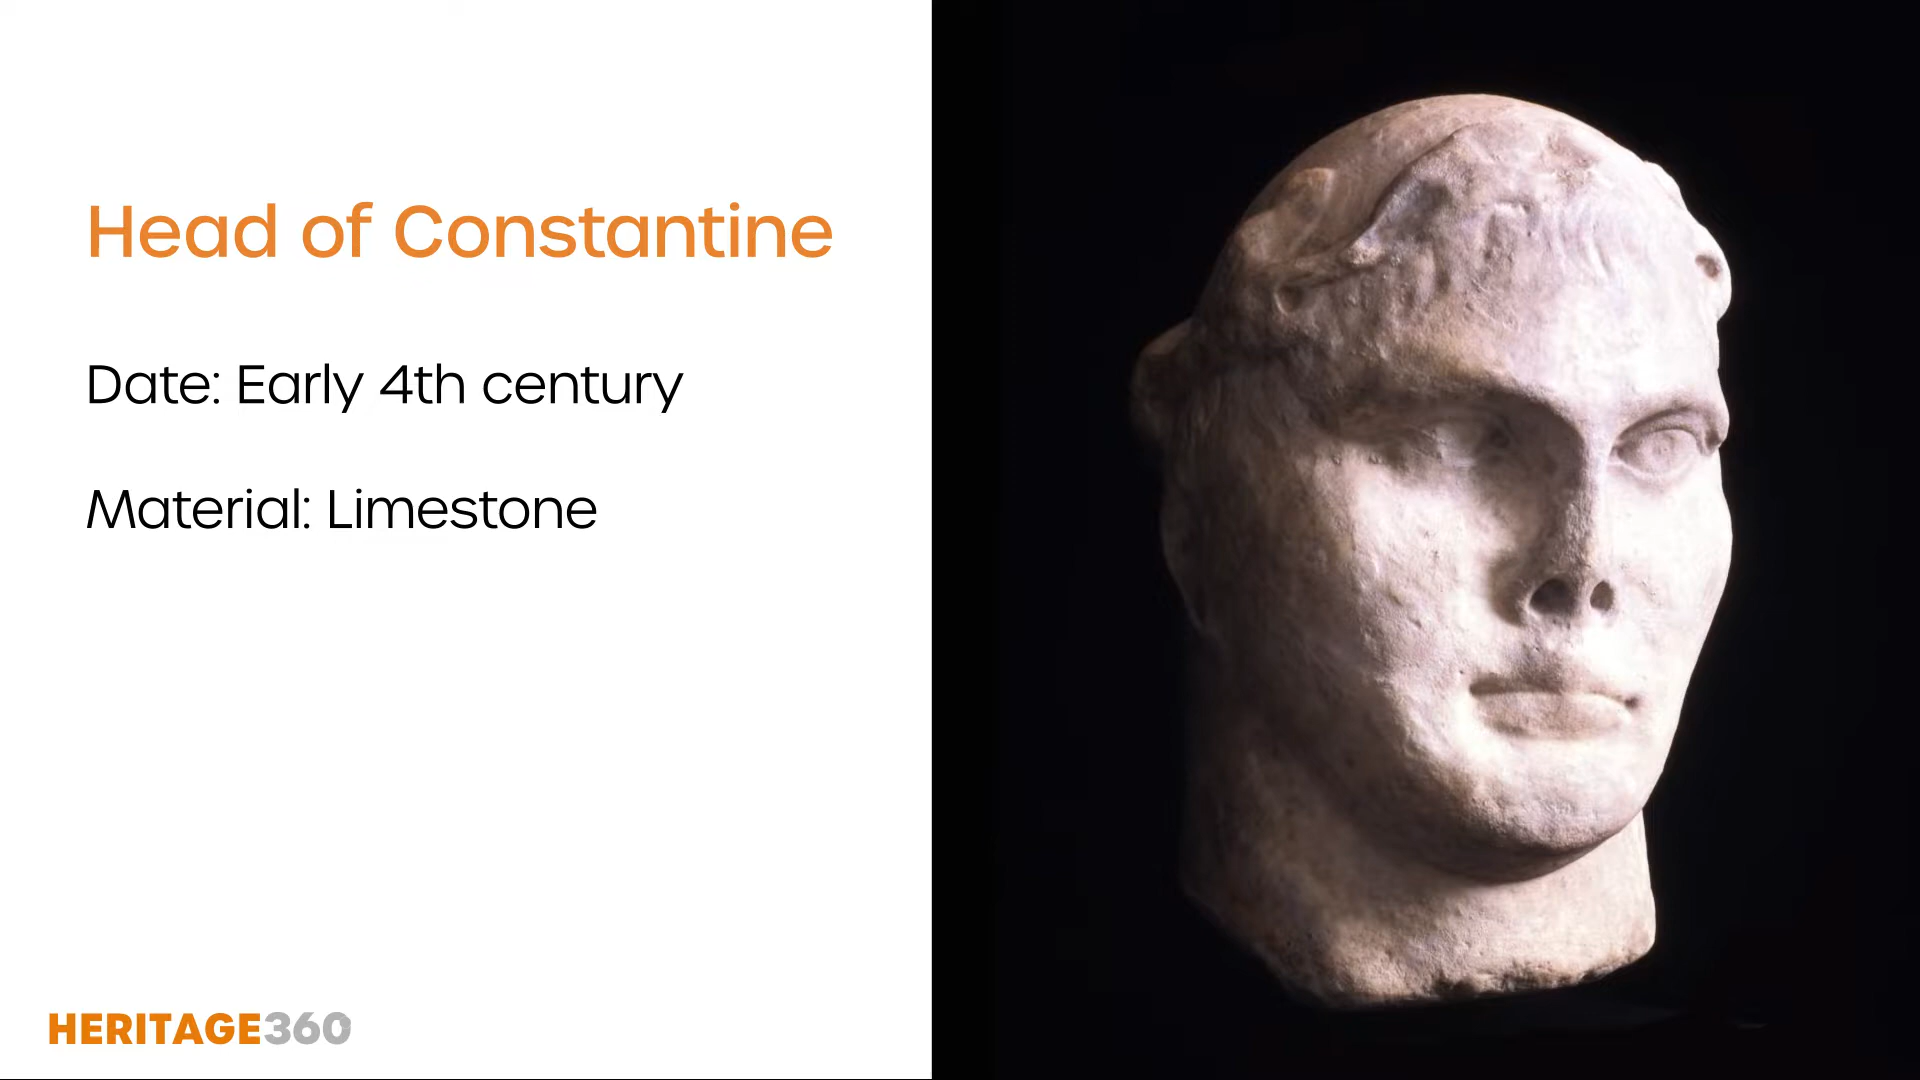 Head of Constantine
Date: Early 4th century
Material: Limestone
HERITAGE360